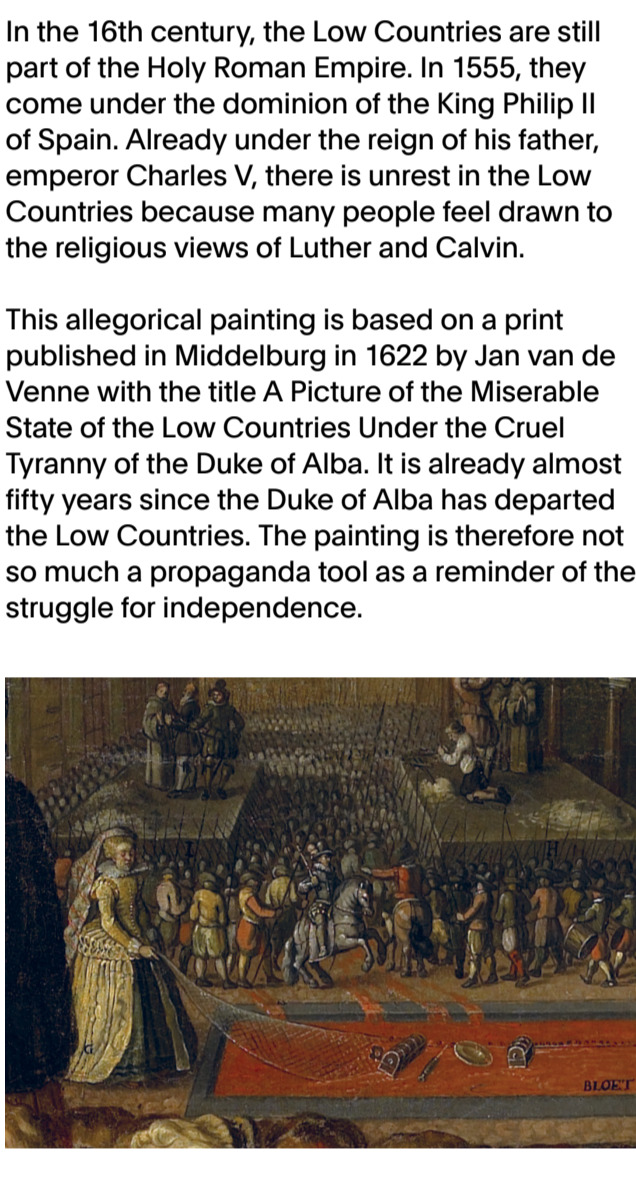 In the 16th century, the Low Countries are still
part of the Holy Roman Empire. In 1555, they
come under the dominion of the King Philip II
of Spain. Already under the reign of his father,
emperor Charles V, there is unrest in the Low
Countries because many people feel drawn to
the religious views of Luther and Calvin.
This allegorical painting is based on a print
published in Middelburg in 1622 by Jan van de
Venne with the title A Picture of the Miserable
State of the Low Countries Under the Cruel
Tyranny of the Duke of Alba. It is already almost
fifty years since the Duke of Alba has departed
the Low Countries. The painting is therefore not
so much a propaganda tool as a reminder of the
struggle for independence.
I
H
G
BLOET